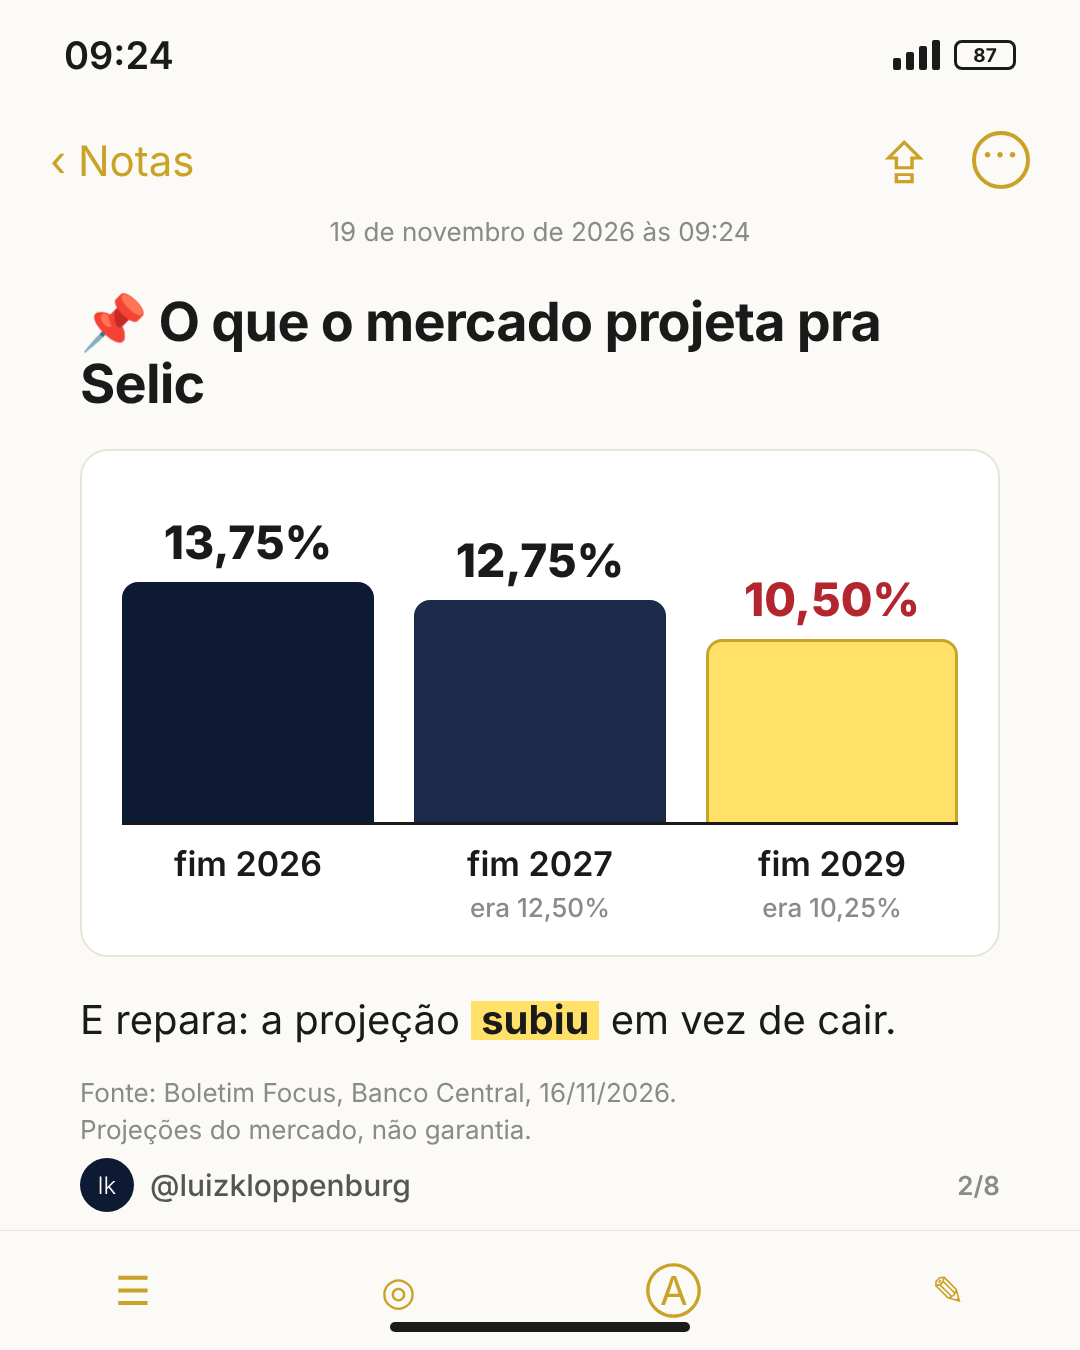 09:24
87
‹ Notas
19 de novembro de 2026 às 09:24
📌 O que o mercado projeta pra
Selic
13,75%
12,75%
10,50%
fim 2026
fim 2027
fim 2029
era 12,50%
era 10,25%
E repara: a projeção subiu em vez de cair.
Fonte: Boletim Focus, Banco Central, 16/11/2026.
Projeções do mercado, não garantia.
lk
@luizkloppenburg
2/8
A